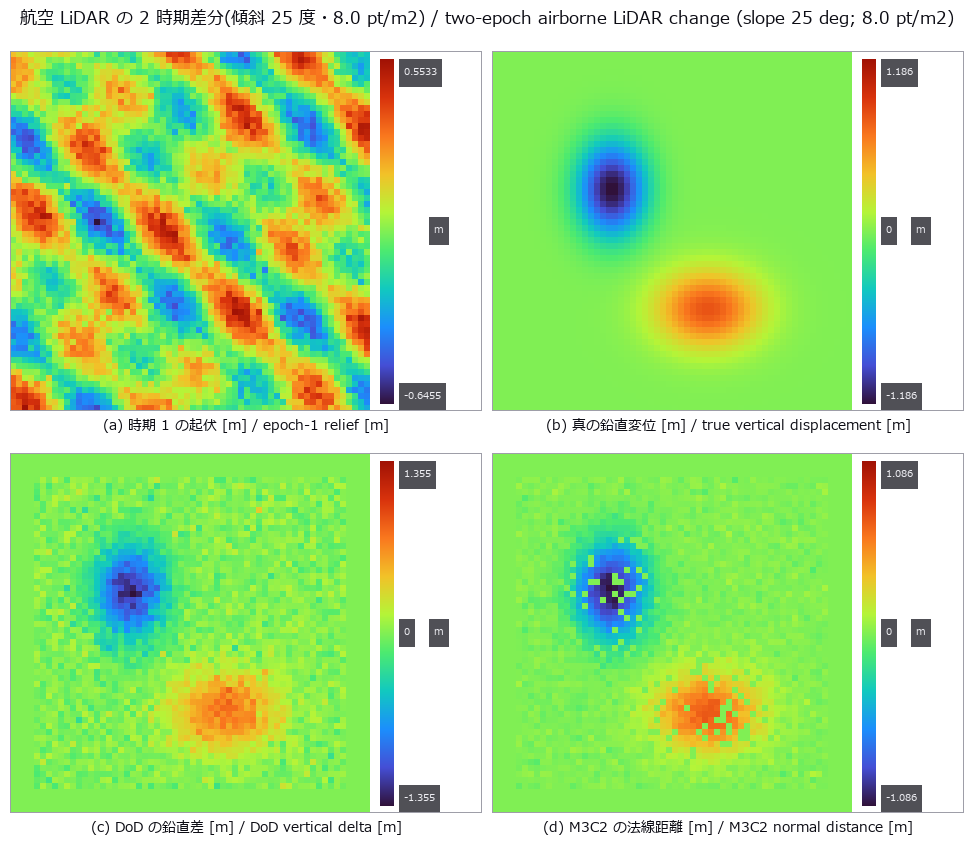 航空 LiDAR の 2 時期差分(傾斜 25 度・8.0 pt/m2) / two-epoch airborne LiDAR change (slope 25 deg; 8.0 pt/m2)
0.5533
m
-0.6455
(a) 時期 1 の起伏 [m] / epoch-1 relief [m]
1.186
0 m
-1.186
(b) 真の鉛直変位 [m] / true vertical displacement [m]
1.355
0 m
-1.355
(c) DoD の鉛直差 [m] / DoD vertical delta [m]
1.086
0 m
-1.086
(d) M3C2 の法線距離 [m] / M3C2 normal distance [m]